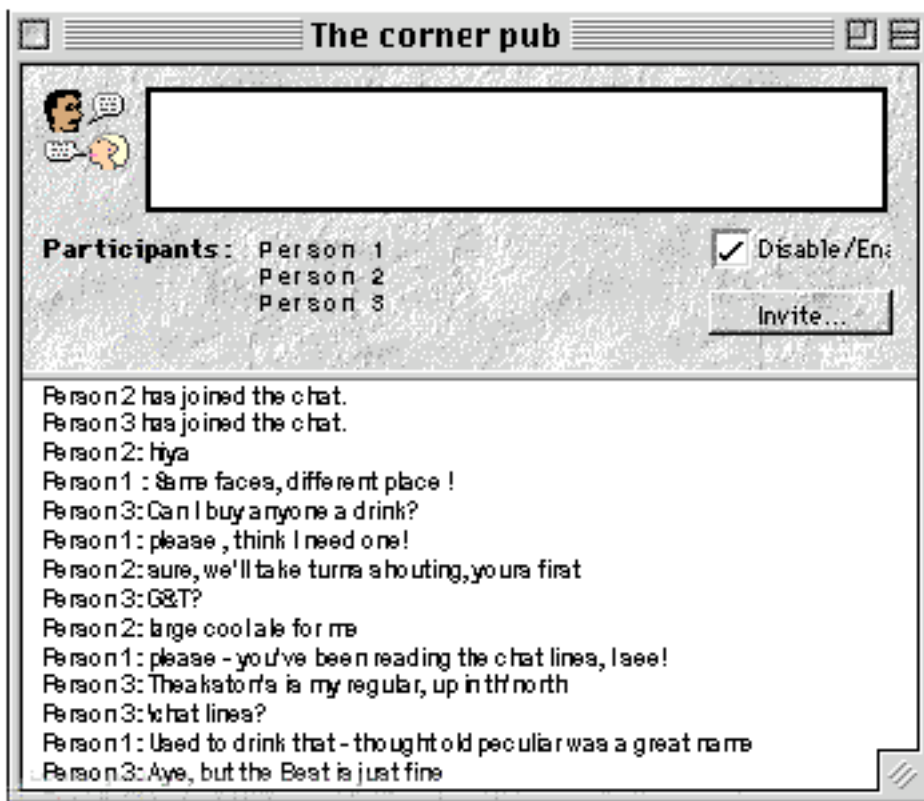 The corner pub
Participants: Person 1
Person 2
Person 3
Disable/Ena
Invite...
Person 2 has joined the chat.
Person 3 has joined the chat.
Person 2: hiya
Person 1 : Same faces, different place !
Person 3: Can I buy anyone a drink?
Person 1: please , think I need one!
Person 2: sure, we'll take turns shouting, yours first
Person 3: G&T?
Person 2: large cool ale for me
Person 1: please - you've been reading the chat lines, I see!
Person 3: Theakston's is my regular, up in th' north
Person 3: \chat lines?
Person 1: Used to drink that - thought old peculiar was a great name
Person 3: Aye, but the Best is just fine